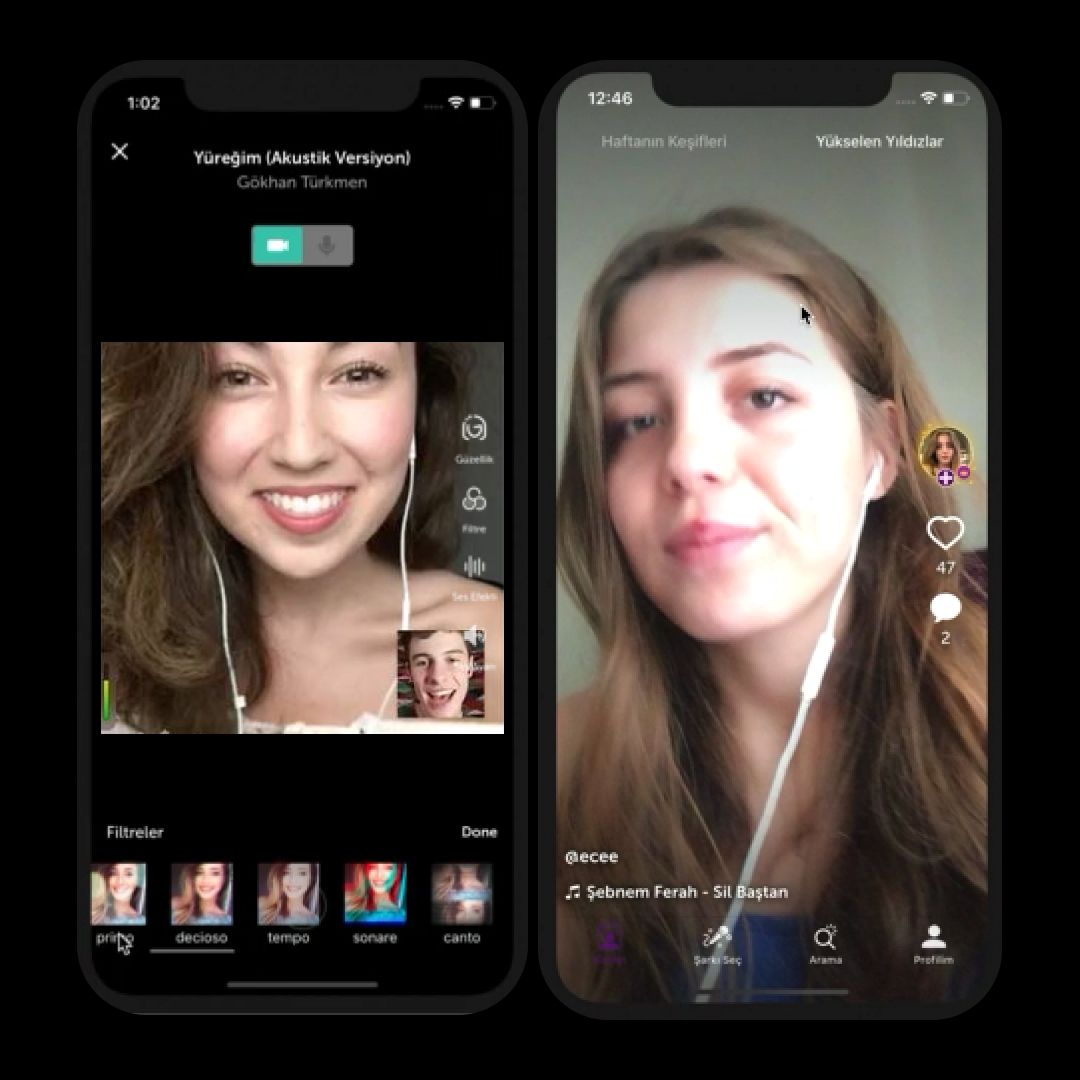 1:02
Yüreğim (Akustik Versiyon)
Gökhan Türkmen
Güzellik
Filtre
Ses Efekti
Filtreler
Done
primo
decioso
tempo
sonare
canto
12:46
Haftanın Keşifleri
Yükselen Yıldızlar
47
2
@ecee
Şebnem Ferah - Sil Baştan
Şarkı Seç
Arama
Profilim